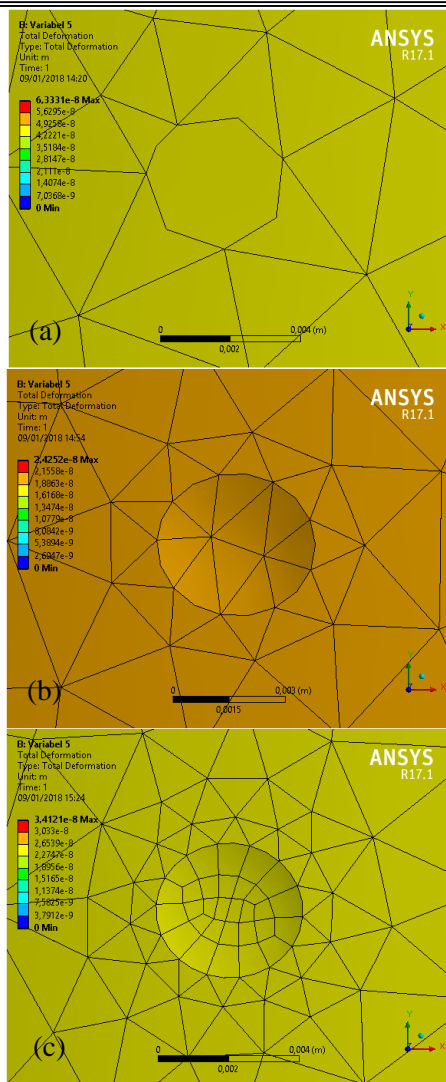 B: Variabel 5
Total Deformation
Type: Total Deformation
Unit: m
Time: 1
09/01/2018 14:20
6,3331e-8 Max
5,6295e-8
4,9258e-8
4,2221e-8
3,5184e-8
2,8147e-8
2,111e-8
1,4074e-8
7,0368e-9
0 Min
ANSYS
R17.1
(a)
0
0,004 (m)
0,002
Y
Z
X
B: Variabel 5
Total Deformation
Type: Total Deformation
Unit: m
Time: 1
09/01/2018 14:54
2,4252e-8 Max
2,1558e-8
1,8863e-8
1,6168e-8
1,3474e-8
1,0779e-8
8,0842e-9
5,3894e-9
2,6947e-9
0 Min
ANSYS
R17.1
(b)
0
0,003 (m)
0,0015
Y
Z
X
B: Variabel 5
Total Deformation
Type: Total Deformation
Unit: m
Time: 1
09/01/2018 15:24
3,4121e-8 Max
3,033e-8
2,6539e-8
2,2747e-8
1,8956e-8
1,5165e-8
1,1374e-8
7,5825e-9
3,7912e-9
0 Min
ANSYS
R17.1
(c)
0
0,004 (m)
0,002
Y
Z
X